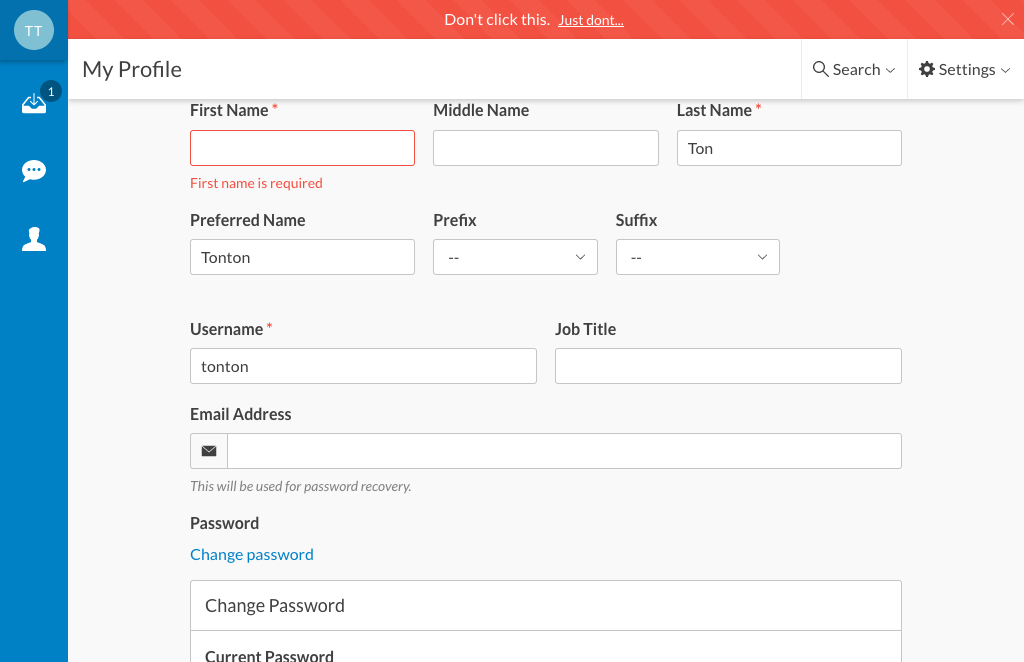 TT
Don't click this. Just dont...
My Profile
Search
Settings
1
First Name *
Middle Name
Last Name *
Ton
First name is required
Preferred Name
Prefix
Suffix
Tonton
--
--
Username *
Job Title
tonton
Email Address
This will be used for password recovery.
Password
Change password
Change Password
Current Password